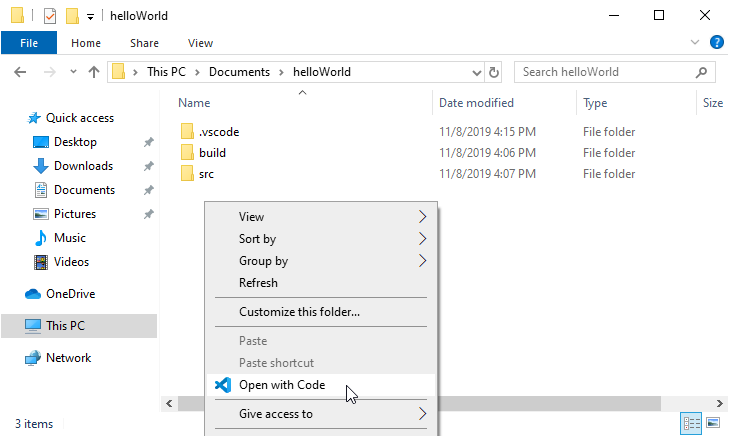 helloWorld
File Home Share View
This PC Documents helloWorld Search helloWorld
Name Date modified Type Size
Quick access
Desktop
Downloads
Documents
Pictures
Music
Videos
OneDrive
This PC
Network
.vscode 11/8/2019 4:15 PM File folder
build 11/8/2019 4:06 PM File folder
src 11/8/2019 4:07 PM File folder
View
Sort by
Group by
Refresh
Customize this folder...
Paste
Paste shortcut
Open with Code
Give access to
3 items